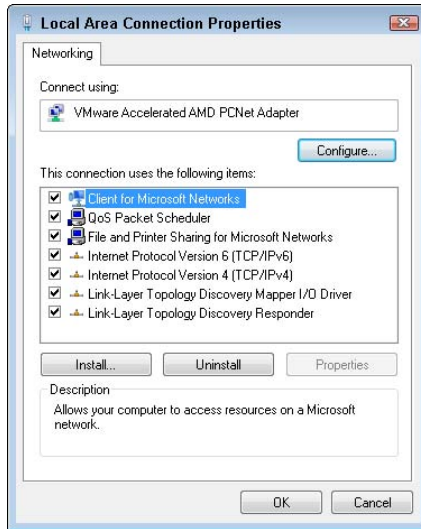 Local Area Connection Properties
Networking
Connect using:
VMware Accelerated AMD PCNet Adapter
Configure...
This connection uses the following items:
Client for Microsoft Networks
QoS Packet Scheduler
File and Printer Sharing for Microsoft Networks
Internet Protocol Version 6 (TCP/IPv6)
Internet Protocol Version 4 (TCP/IPv4)
Link-Layer Topology Discovery Mapper I/O Driver
Link-Layer Topology Discovery Responder
Install... Uninstall Properties
Description
Allows your computer to access resources on a Microsoft
network.
OK Cancel